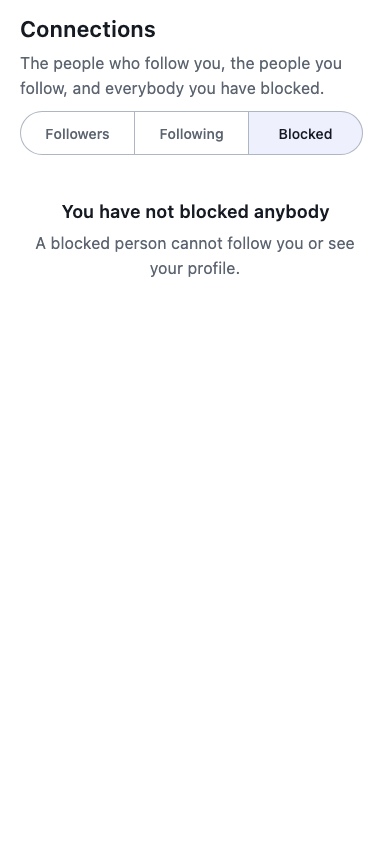 Connections
The people who follow you, the people you
follow, and everybody you have blocked.
Followers
Following
Blocked
You have not blocked anybody
A blocked person cannot follow you or see
your profile.